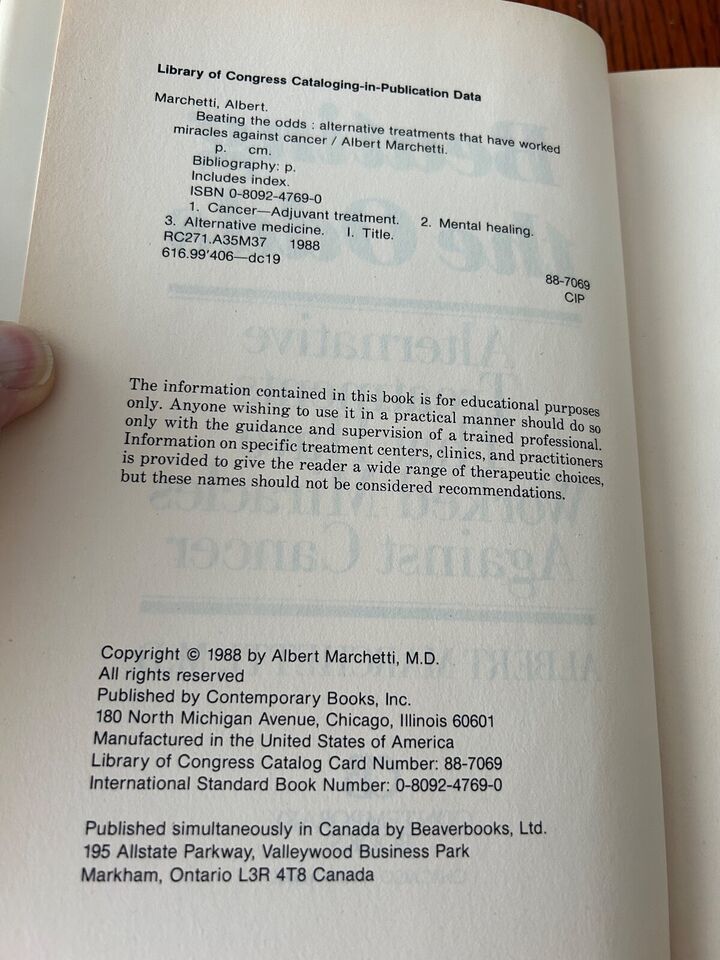 Library of Congress Cataloging-in-Publication Data
Marchetti, Albert.
Beating the odds : alternative treatments that have worked
miracles against cancer / Albert Marchetti.
p. cm.
Bibliography: p.
Includes index.
ISBN 0-8092-4769-0
1. Cancer—Adjuvant treatment. 2. Mental healing.
3. Alternative medicine. I. Title.
RC271.A35M37 1988
616.99'406—dc19
88-7069
CIP
The information contained in this book is for educational purposes
only. Anyone wishing to use it in a practical manner should do so
only with the guidance and supervision of a trained professional.
Information on specific treatment centers, clinics, and practitioners
is provided to give the reader a wide range of therapeutic choices,
but these names should not be considered recommendations.
Copyright © 1988 by Albert Marchetti, M.D.
All rights reserved
Published by Contemporary Books, Inc.
180 North Michigan Avenue, Chicago, Illinois 60601
Manufactured in the United States of America
Library of Congress Catalog Card Number: 88-7069
International Standard Book Number: 0-8092-4769-0
Published simultaneously in Canada by Beaverbooks, Ltd.
195 Allstate Parkway, Valleywood Business Park
Markham, Ontario L3R 4T8 Canada